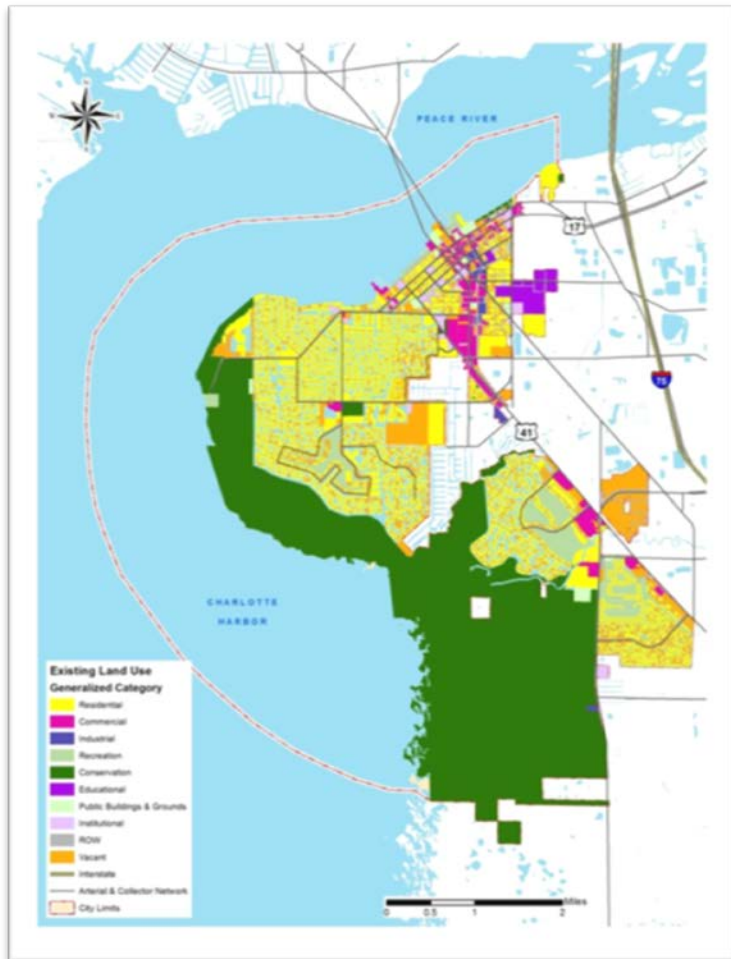 N
W
E
S
PEACE RIVER
17
75
41
CHARLOTTE
HARBOR
Existing Land Use
Generalized Category
Residential
Commercial
Industrial
Recreation
Conservation
Educational
Public Buildings & Grounds
Institutional
ROW
Vacant
Interstate
Arterial & Collector Network
City Limits
Miles
0 0.5 1 2